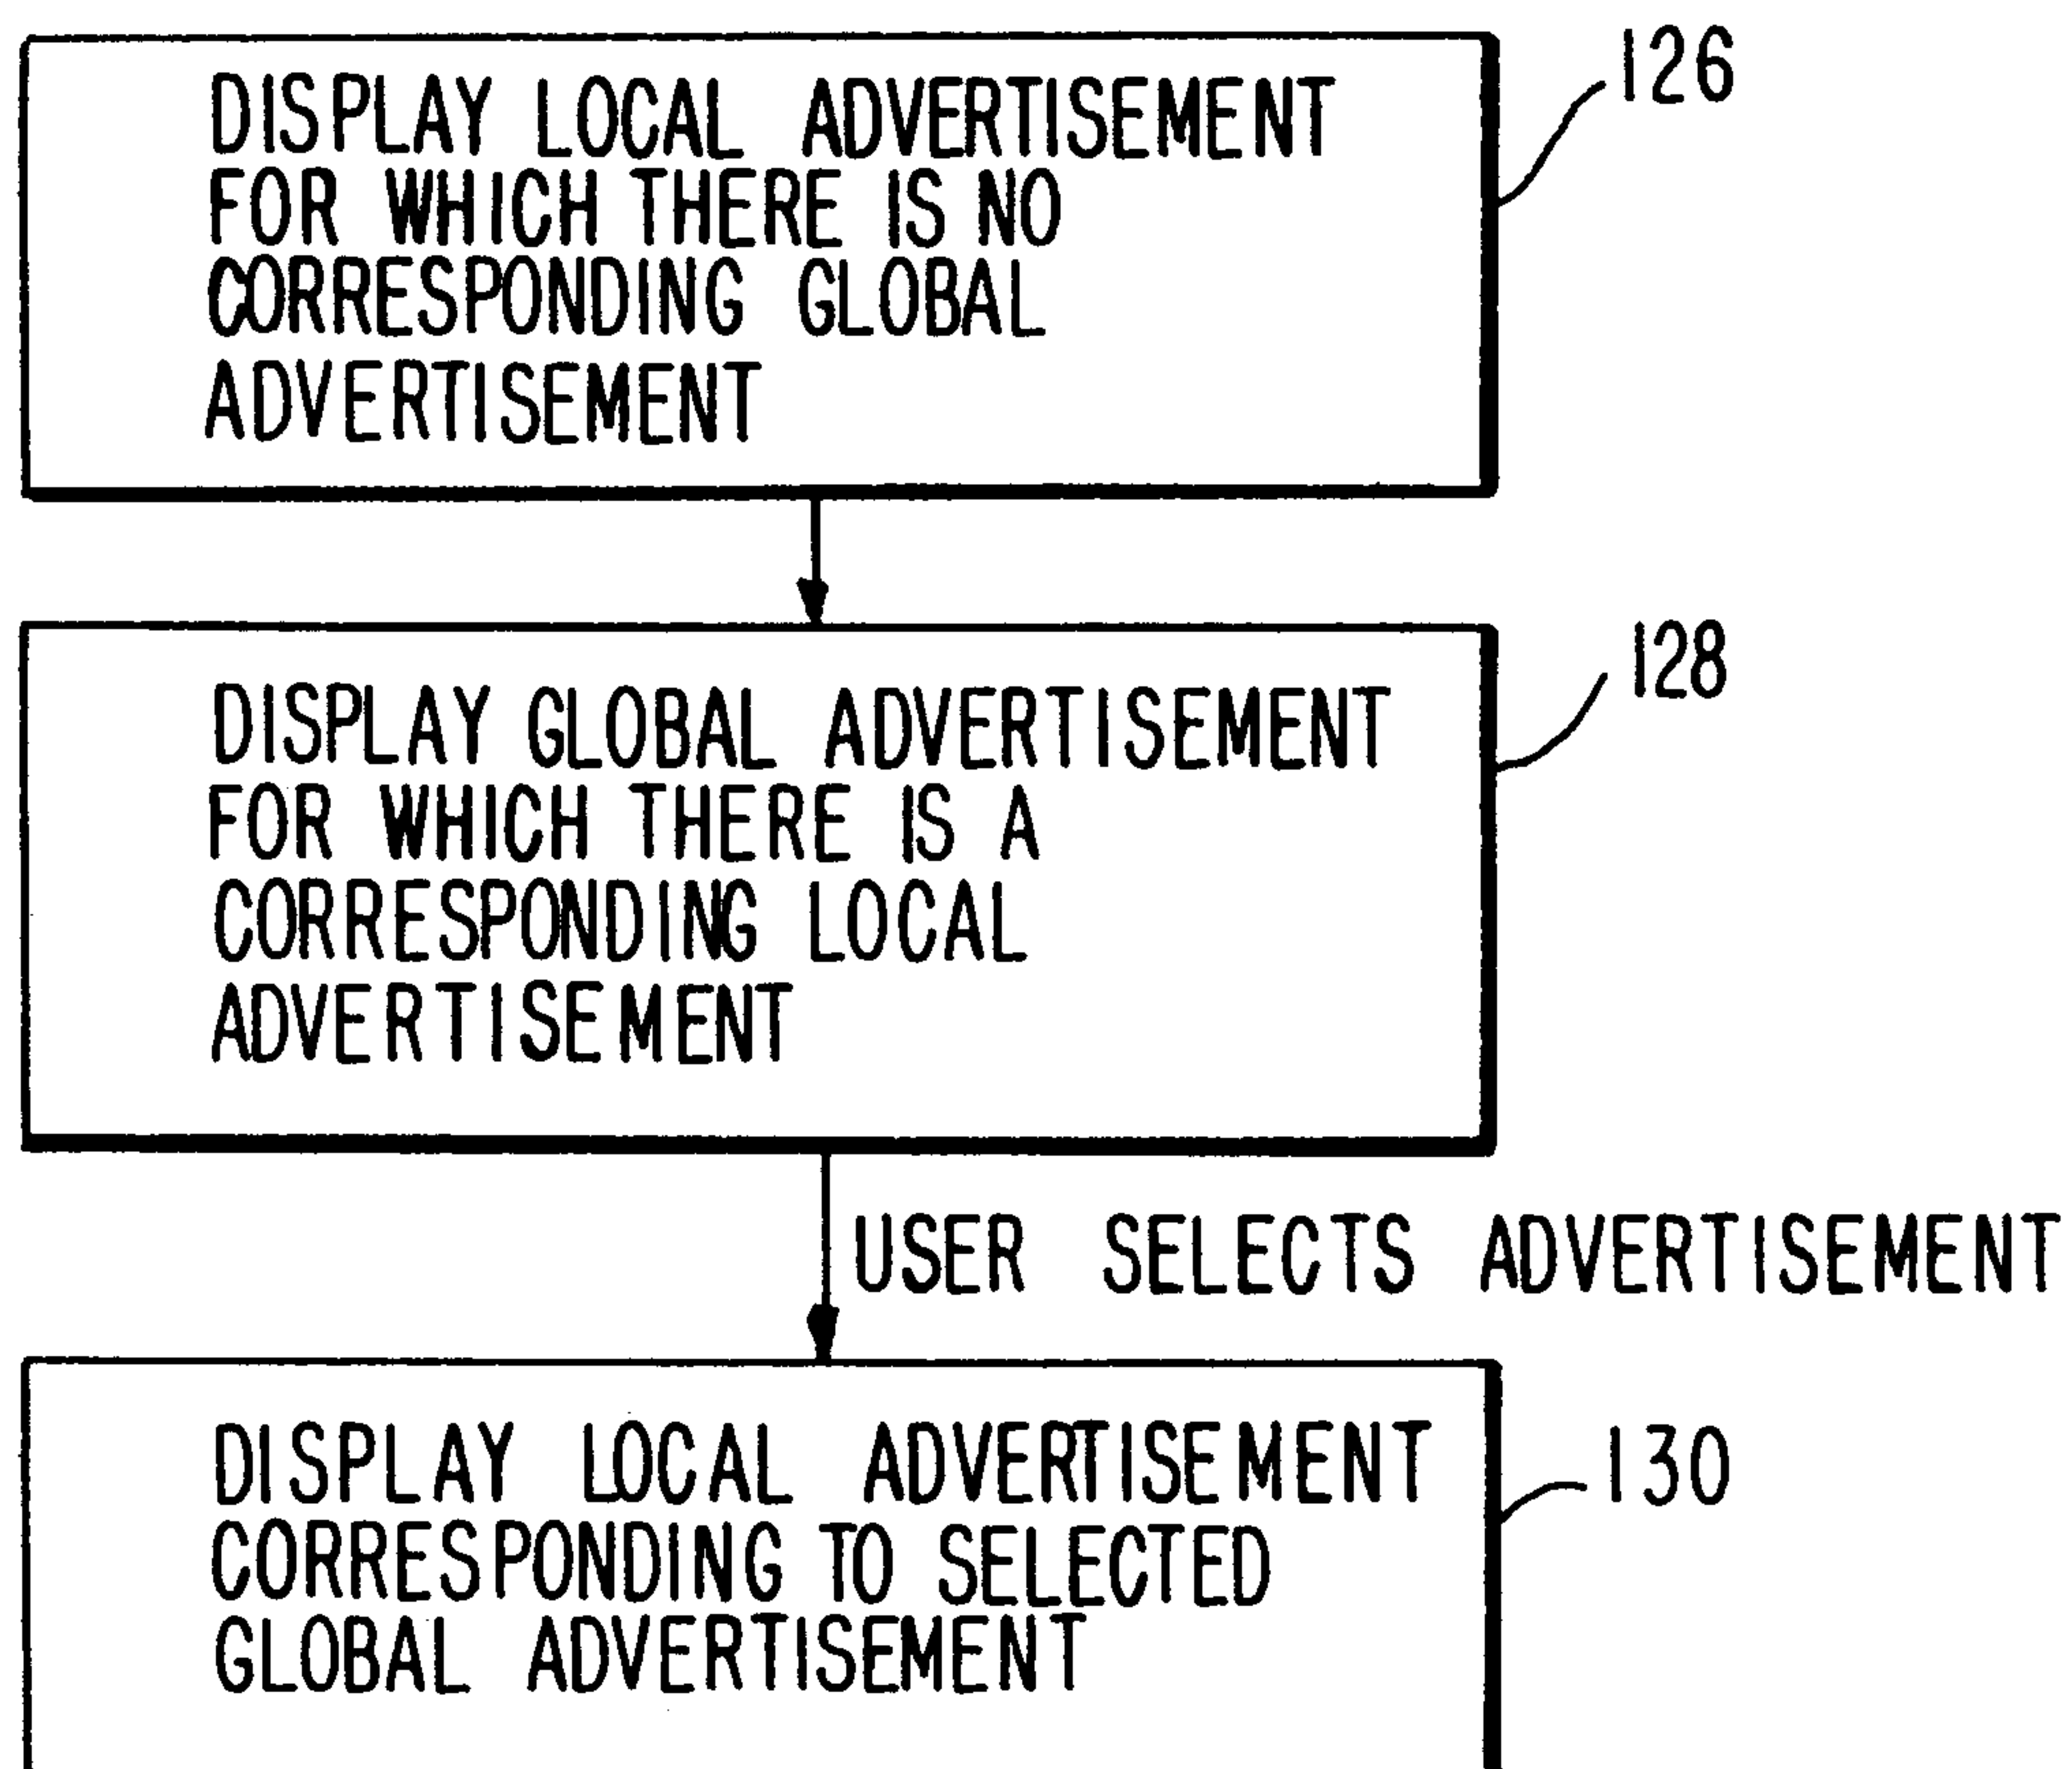 DISPLAY LOCAL ADVERTISEMENT
FOR WHICH THERE IS NO
CORRESPONDING GLOBAL
ADVERTISEMENT
126
DISPLAY GLOBAL ADVERTISEMENT
FOR WHICH THERE IS A
CORRESPONDING LOCAL
ADVERTISEMENT
128
USER SELECTS ADVERTISEMENT
DISPLAY LOCAL ADVERTISEMENT
CORRESPONDING TO SELECTED
GLOBAL ADVERTISEMENT
130